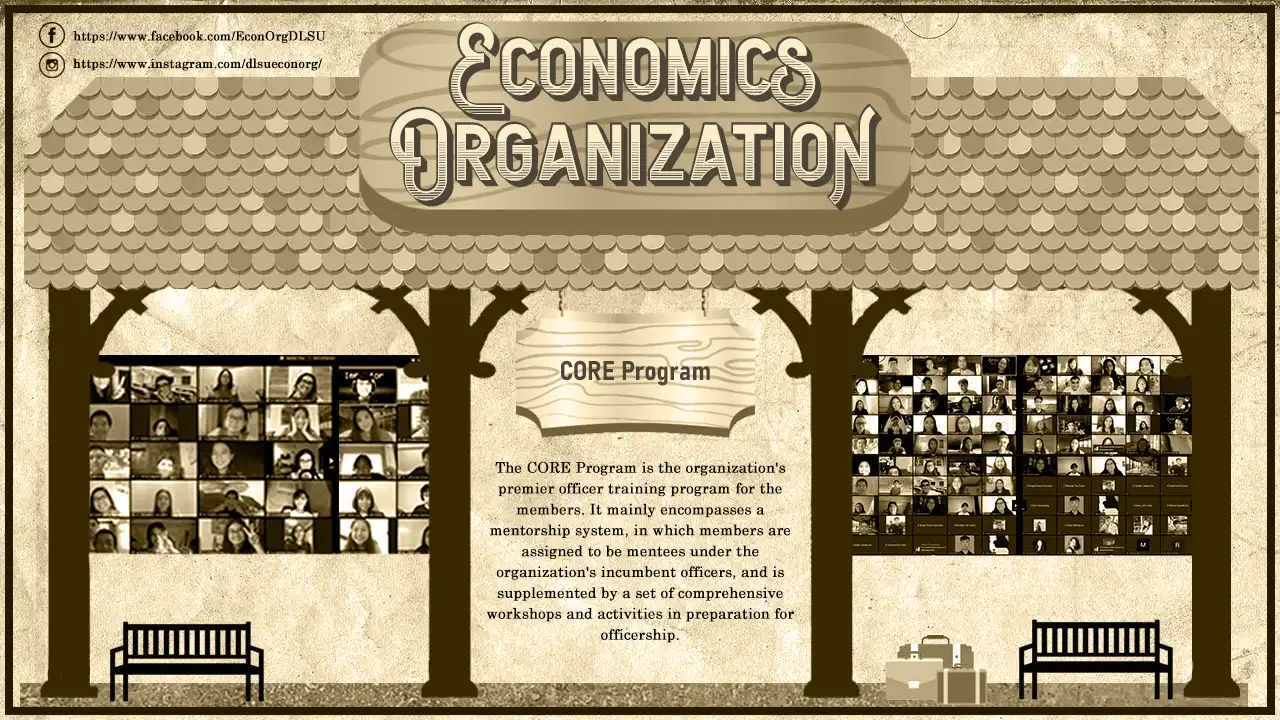 https://www.facebook.com/EconOrgDLSU
https://www.instagram.com/dlsueconorg/
ECONOMICS
ORGANIZATION
CORE Program
The CORE Program is the organization's
premier officer training program for the
members. It mainly encompasses a
mentorship system, in which members are
assigned to be mentees under the
organization's incumbent officers, and is
supplemented by a set of comprehensive
workshops and activities in preparation for
officership.
M
R